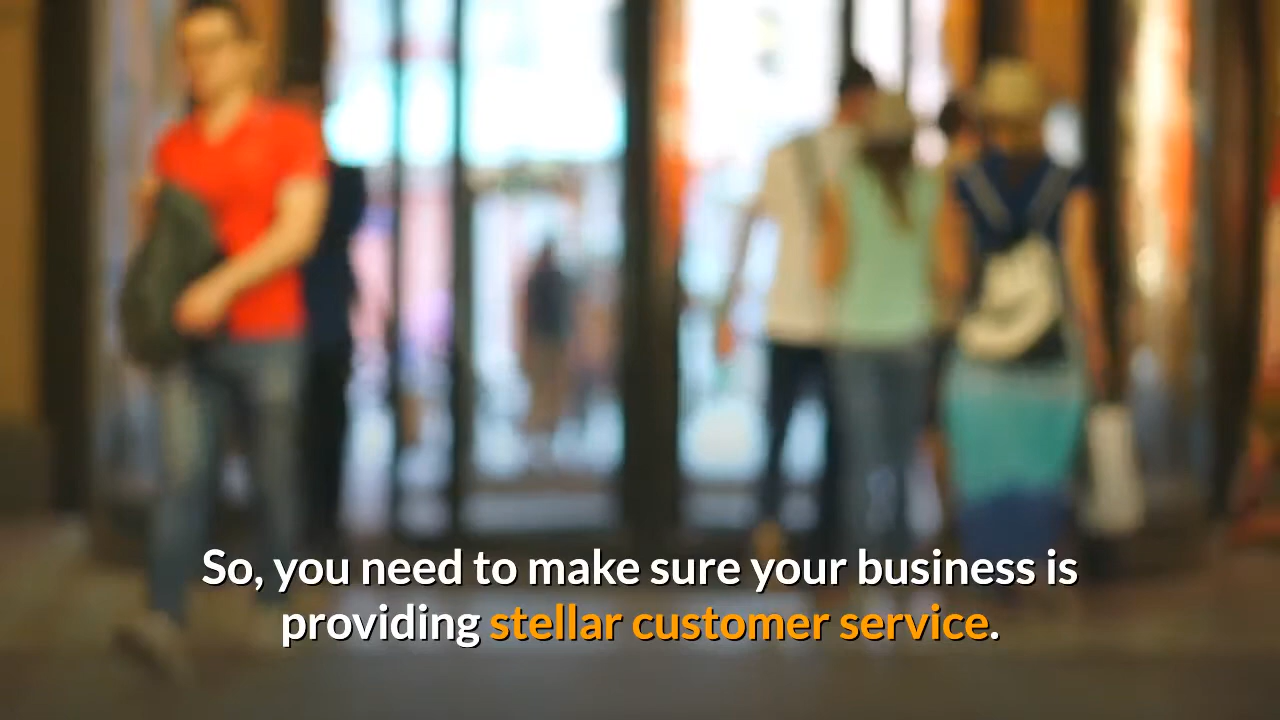 So, you need to make sure your business is
providing stellar customer service.